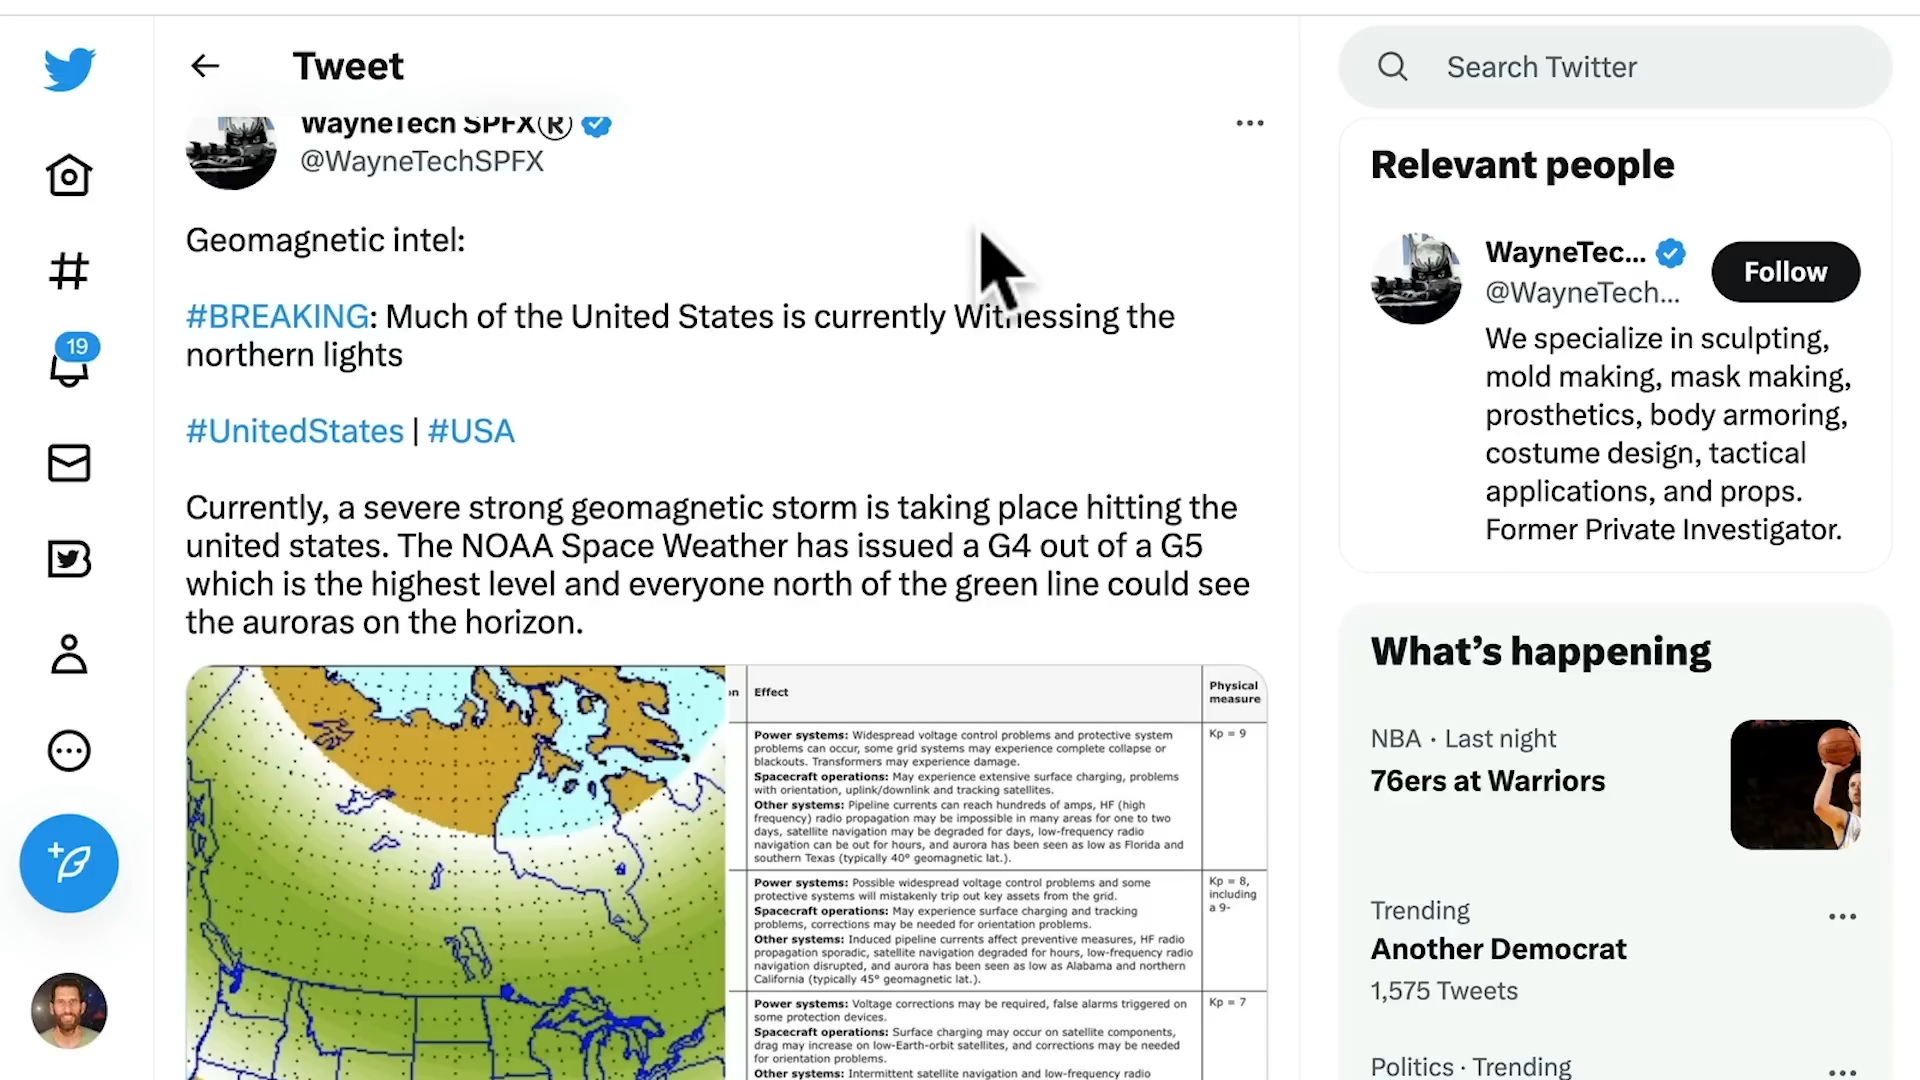 Tweet
WayneTech SPFX®
@WayneTechSPFX
Geomagnetic intel:
#BREAKING: Much of the United States is currently Witnessing the
northern lights
#UnitedStates | #USA
Currently, a severe strong geomagnetic storm is taking place hitting the
united states. The NOAA Space Weather has issued a G4 out of a G5
which is the highest level and everyone north of the green line could see
the auroras on the horizon.
Effect
Physical
measure
Power systems: Widespread voltage control problems and protective system
problems can occur, some grid systems may experience complete collapse or
blackouts. Transformers may experience damage.
Spacecraft operations: May experience extensive surface charging, problems
with orientation, uplink/downlink and tracking satellites.
Other systems: Pipeline currents can reach hundreds of amps, HF (high
frequency) radio propagation may be impossible in many areas for one to two
days, satellite navigation may be degraded for days, low-frequency radio
navigation can be out for hours, and aurora has been seen as low as Florida and
southern Texas (typically 40° geomagnetic lat.).
Kp = 9
Power systems: Possible widespread voltage control problems and some
protective systems will mistakenly trip out key assets from the grid.
Spacecraft operations: May experience surface charging and tracking
problems, corrections may be needed for orientation problems.
Other systems: Induced pipeline currents affect preventive measures, HF radio
propagation sporadic, satellite navigation degraded for hours, low-frequency radio
navigation disrupted, and aurora has been seen as low as Alabama and northern
California (typically 45° geomagnetic lat.).
Kp = 8,
including
a 9-
Power systems: Voltage corrections may be required, false alarms triggered on
some protection devices.
Spacecraft operations: Surface charging may occur on satellite components,
drag may increase on low-Earth-orbit satellites, and corrections may be needed
for orientation problems.
Other systems: Intermittent satellite navigation and low-frequency radio
Kp = 7
19
Search Twitter
Relevant people
WayneTec...
@WayneTech...
Follow
We specialize in sculpting,
mold making, mask making,
prosthetics, body armoring,
costume design, tactical
applications, and props.
Former Private Investigator.
What's happening
NBA · Last night
76ers at Warriors
Trending
Another Democrat
1,575 Tweets
Politics · Trending